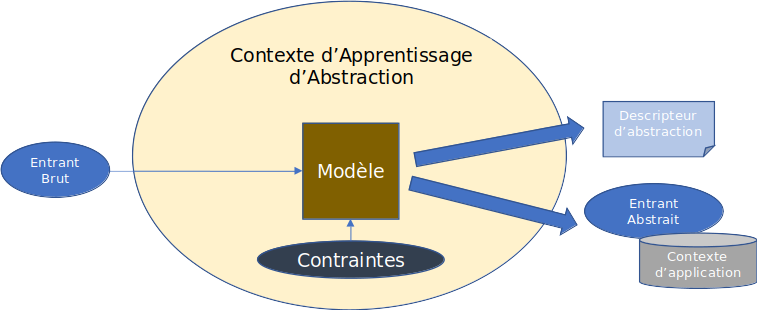 Contexte d’Apprentissage
d’Abstraction
Descripteur
d’abstraction
Entrant
Brut
Modèle
Entrant
Abstrait
Contraintes
Contexte
d’application